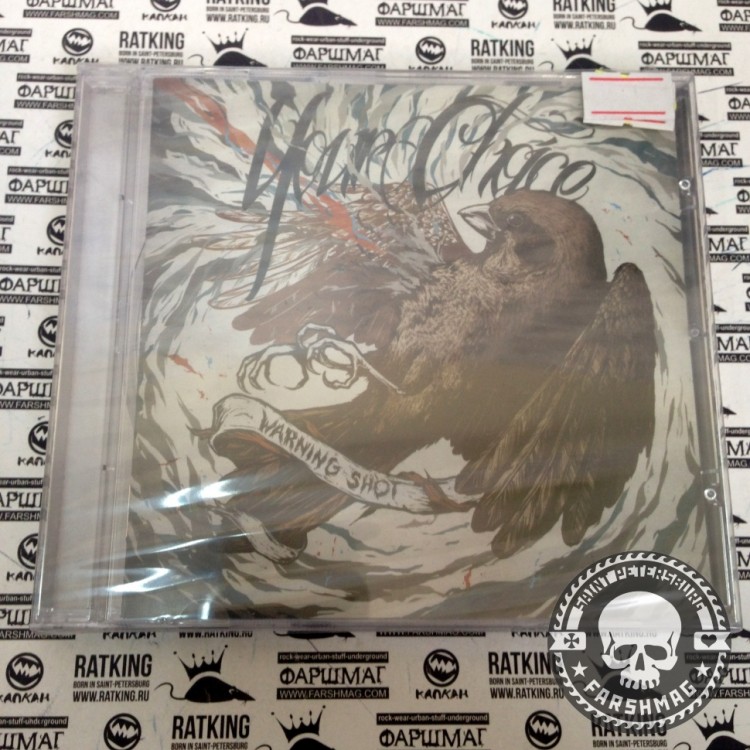 Your Choice
WARNING SHOT
SAINT PETERSBURG
FARSHMAG
RATKING
BORN IN SAINT-PETERSBURG
WWW.RATKING.RU
rock-wear-urban-stuff-underground
ФАРШМАГ
WWW.FARSHMAG.COM
КАПКАН